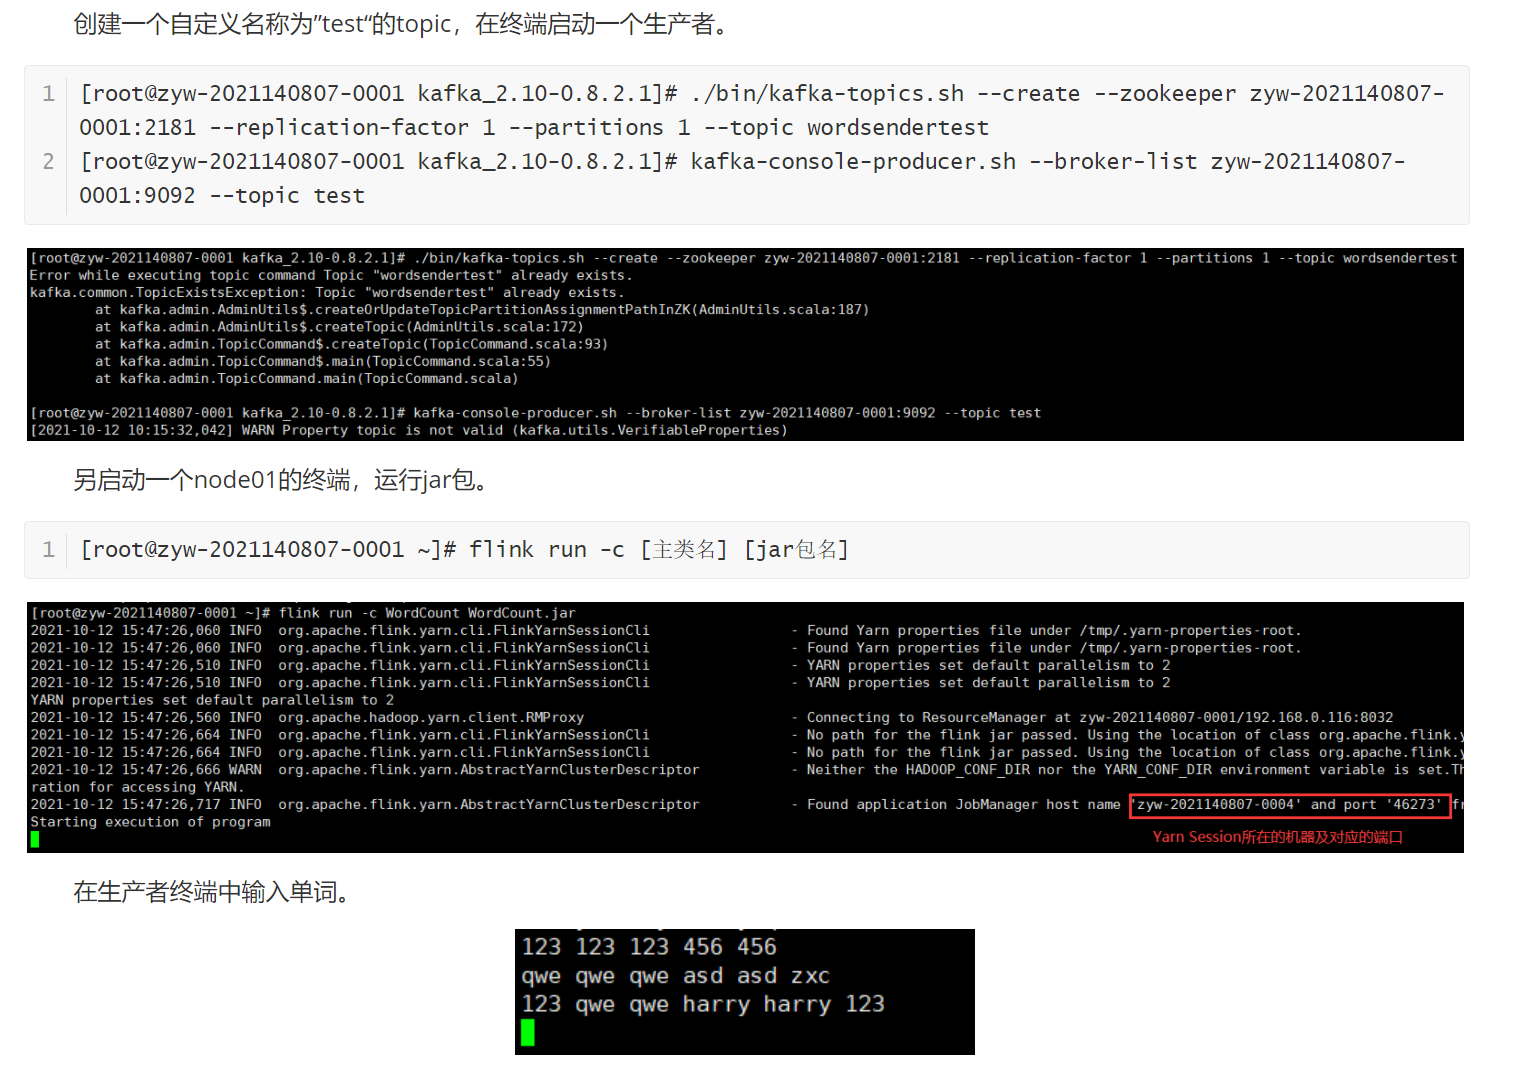 创建一个自定义名称为”test“的topic，在终端启动一个生产者。
1 [root@zyw-2021140807-0001 kafka_2.10-0.8.2.1]# ./bin/kafka-topics.sh --create --zookeeper zyw-2021140807-
0001:2181 --replication-factor 1 --partitions 1 --topic wordsendertest
2 [root@zyw-2021140807-0001 kafka_2.10-0.8.2.1]# kafka-console-producer.sh --broker-list zyw-2021140807-
0001:9092 --topic test
[root@zyw-2021140807-0001 kafka_2.10-0.8.2.1]# ./bin/kafka-topics.sh --create --zookeeper zyw-2021140807-0001:2181 --replication-factor 1 --partitions 1 --topic wordsendertest
Error while executing topic command Topic "wordsendertest" already exists.
kafka.common.TopicExistsException: Topic "wordsendertest" already exists.
at kafka.admin.AdminUtils$.createOrUpdateTopicPartitionAssignmentPathInZK(AdminUtils.scala:187)
at kafka.admin.AdminUtils$.createTopic(AdminUtils.scala:172)
at kafka.admin.TopicCommand$.createTopic(TopicCommand.scala:93)
at kafka.admin.TopicCommand$.main(TopicCommand.scala:55)
at kafka.admin.TopicCommand.main(TopicCommand.scala)
[root@zyw-2021140807-0001 kafka_2.10-0.8.2.1]# kafka-console-producer.sh --broker-list zyw-2021140807-0001:9092 --topic test
[2021-10-12 10:15:32,042] WARN Property topic is not valid (kafka.utils.VerifiableProperties)
另启动一个node01的终端，运行jar包。
1 [root@zyw-2021140807-0001 ~]# flink run -c [主类名] [jar包名]
[root@zyw-2021140807-0001 ~]# flink run -c WordCount WordCount.jar
2021-10-12 15:47:26,060 INFO org.apache.flink.yarn.cli.FlinkYarnSessionCli - Found Yarn properties file under /tmp/.yarn-properties-root.
2021-10-12 15:47:26,060 INFO org.apache.flink.yarn.cli.FlinkYarnSessionCli - Found Yarn properties file under /tmp/.yarn-properties-root.
2021-10-12 15:47:26,510 INFO org.apache.flink.yarn.cli.FlinkYarnSessionCli - YARN properties set default parallelism to 2
2021-10-12 15:47:26,510 INFO org.apache.flink.yarn.cli.FlinkYarnSessionCli - YARN properties set default parallelism to 2
YARN properties set default parallelism to 2
2021-10-12 15:47:26,560 INFO org.apache.hadoop.yarn.client.RMProxy - Connecting to ResourceManager at zyw-2021140807-0001/192.168.0.116:8032
2021-10-12 15:47:26,664 INFO org.apache.flink.yarn.cli.FlinkYarnSessionCli - No path for the flink jar passed. Using the location of class org.apache.flink.y
2021-10-12 15:47:26,664 INFO org.apache.flink.yarn.cli.FlinkYarnSessionCli - No path for the flink jar passed. Using the location of class org.apache.flink.y
2021-10-12 15:47:26,666 WARN org.apache.flink.yarn.AbstractYarnClusterDescriptor - Neither the HADOOP_CONF_DIR nor the YARN_CONF_DIR environment variable is set.Th
ration for accessing YARN.
2021-10-12 15:47:26,717 INFO org.apache.flink.yarn.AbstractYarnClusterDescriptor - Found application JobManager host name 'zyw-2021140807-0004' and port '46273' fr
Starting execution of program
Yarn Session所在的机器及对应的端口
在生产者终端中输入单词。
123 123 123 456 456
qwe qwe qwe asd asd zxc
123 qwe qwe harry harry 123